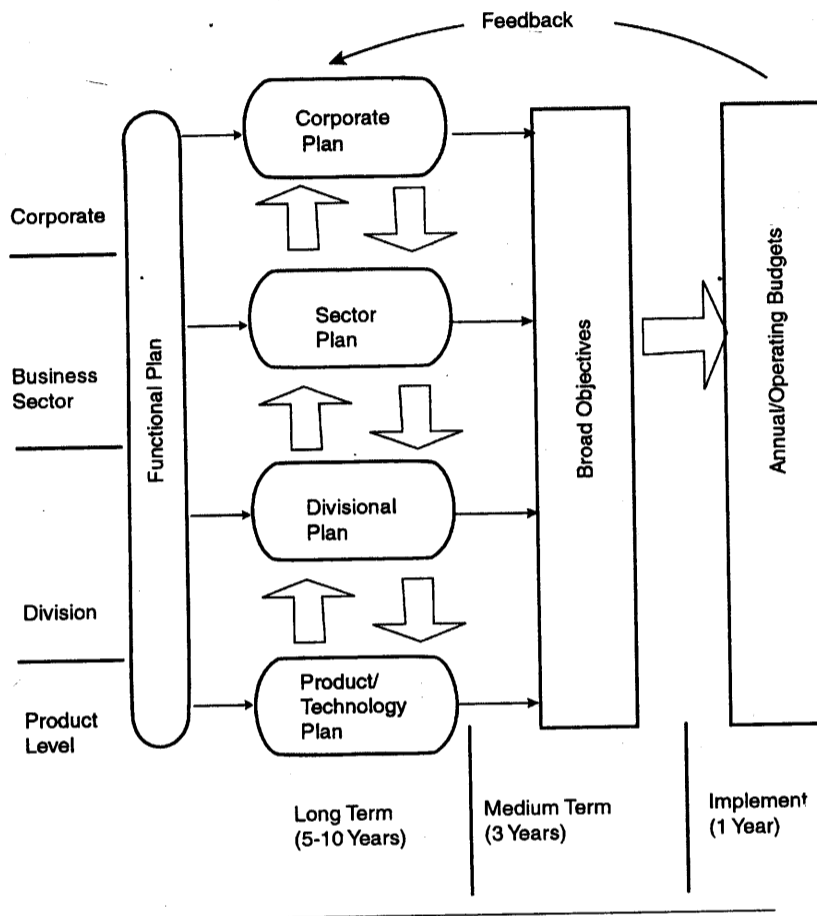 Feedback
Corporate
Plan
Corporate
Sector
Plan
Business
Sector
Functional Plan
Broad Objectives
Annual/Operating Budgets
Divisional
Plan
Division
Product/
Technology
Plan
Product
Level
Long Term
(5-10 Years)
Medium Term
(3 Years)
Implement
(1 Year)